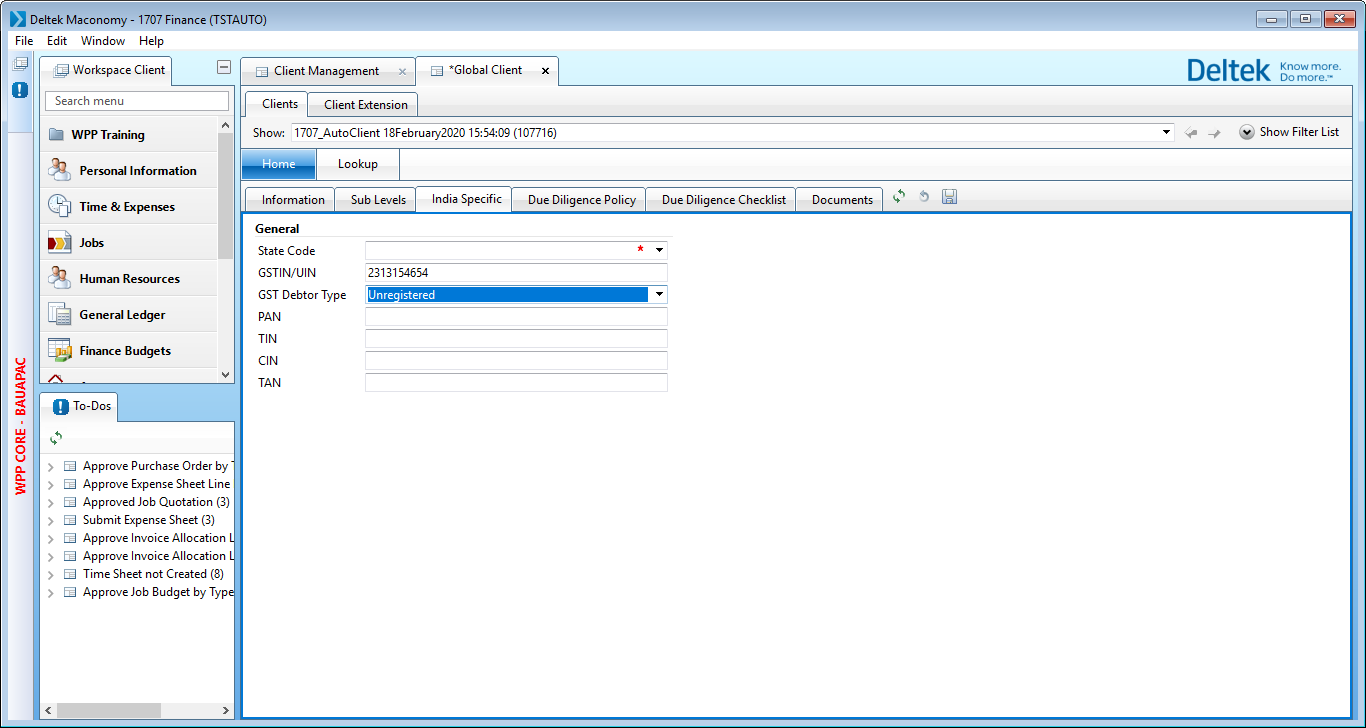 Deltek Maconomy - 1707 Finance (TSTAUTO)
File Edit Window Help
Workspace Client
Client Management
*Global Client
Deltek
Know more.
Do more.™
Search menu
Clients
Client Extension
Show: 1707_AutoClient 18February2020 15:54:09 (107716)
Show Filter List
WPP Training
Personal Information
Time & Expenses
Jobs
Human Resources
General Ledger
Finance Budgets
Home
Lookup
Information
Sub Levels
India Specific
Due Diligence Policy
Due Diligence Checklist
Documents
General
State Code *
GSTIN/UIN 2313154654
GST Debtor Type Unregistered
PAN
TIN
CIN
TAN
WPP CORE - BAUAPAC
To-Dos
Approve Purchase Order by
Approve Expense Sheet Line
Approved Job Quotation (3)
Submit Expense Sheet (3)
Approve Invoice Allocation L
Approve Invoice Allocation L
Time Sheet not Created (8)
Approve Job Budget by Type